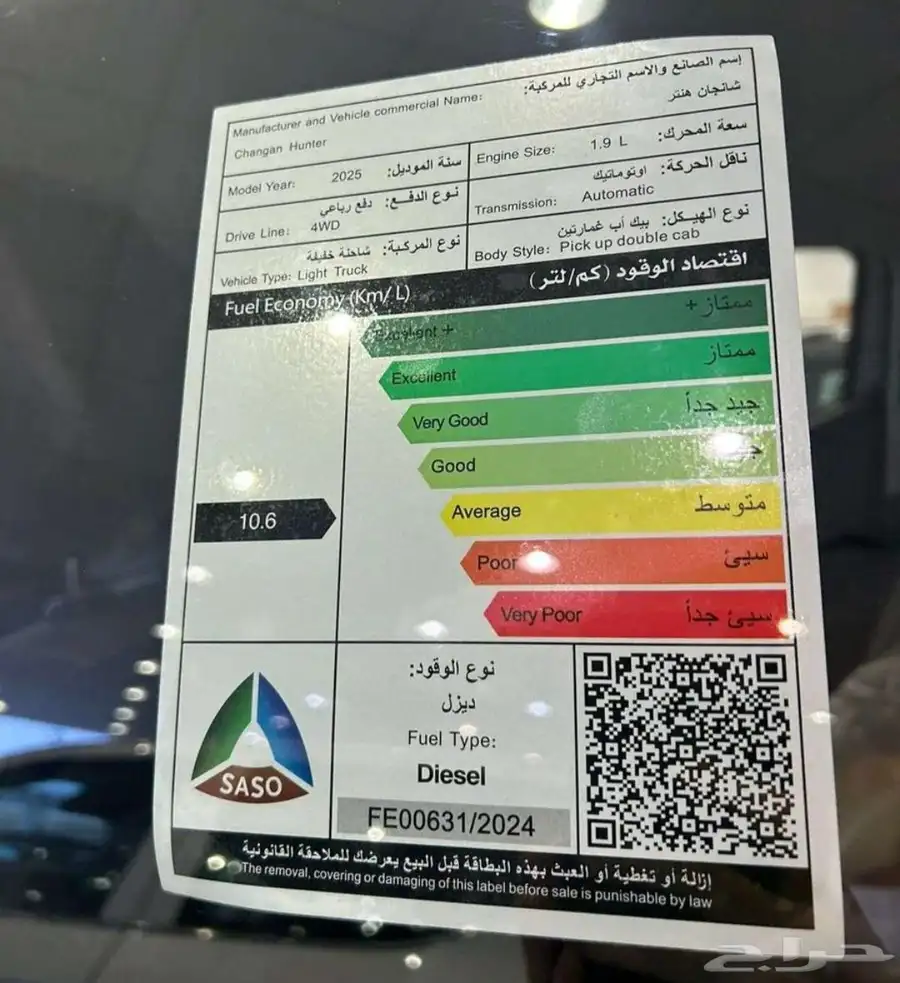 إسم الصانع والاسم التجاري للمركبة:
Manufacturer and Vehicle commercial Name:
شانجان هنتر
Changan Hunter
سنة الموديل:
Model Year: 2025
سعة المحرك:
Engine Size: 1.9 L
نوع الدفع: دفع رباعي
Drive Line: 4WD
ناقل الحركة: اوتوماتيك
Transmission: Automatic
نوع المركبة: شاحنة خفيفة
Vehicle Type: Light Truck
نوع الهيكل: بيك أب غمارتين
Body Style: Pick up double cab
اقتصاد الوقود (كم/لتر)
Fuel Economy (Km/ L)
Excellent + ممتاز +
Excellent ممتاز
Very Good جيد جداً
Good
10.6
Average متوسط
Poor سيئ
Very Poor سيئ جداً
SASO
نوع الوقود:
ديزل
Fuel Type:
Diesel
FE00631/2024
إزالة أو تغطية أو العبث بهذه البطاقة قبل البيع يعرضك للملاحقة القانونية
The removal, covering or damaging of this label before sale is punishable by law
حراج